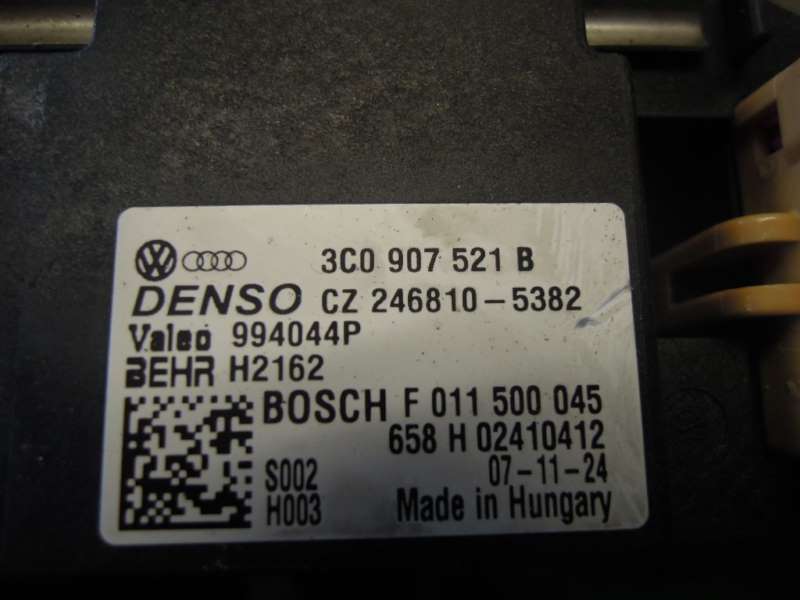 3C0 907 521 B
DENSO CZ 246810-5382
Valeo 994044P
BEHR H2162
BOSCH F 011 500 045
658 H 02410412
S002 07-11-24
H003 Made in Hungary